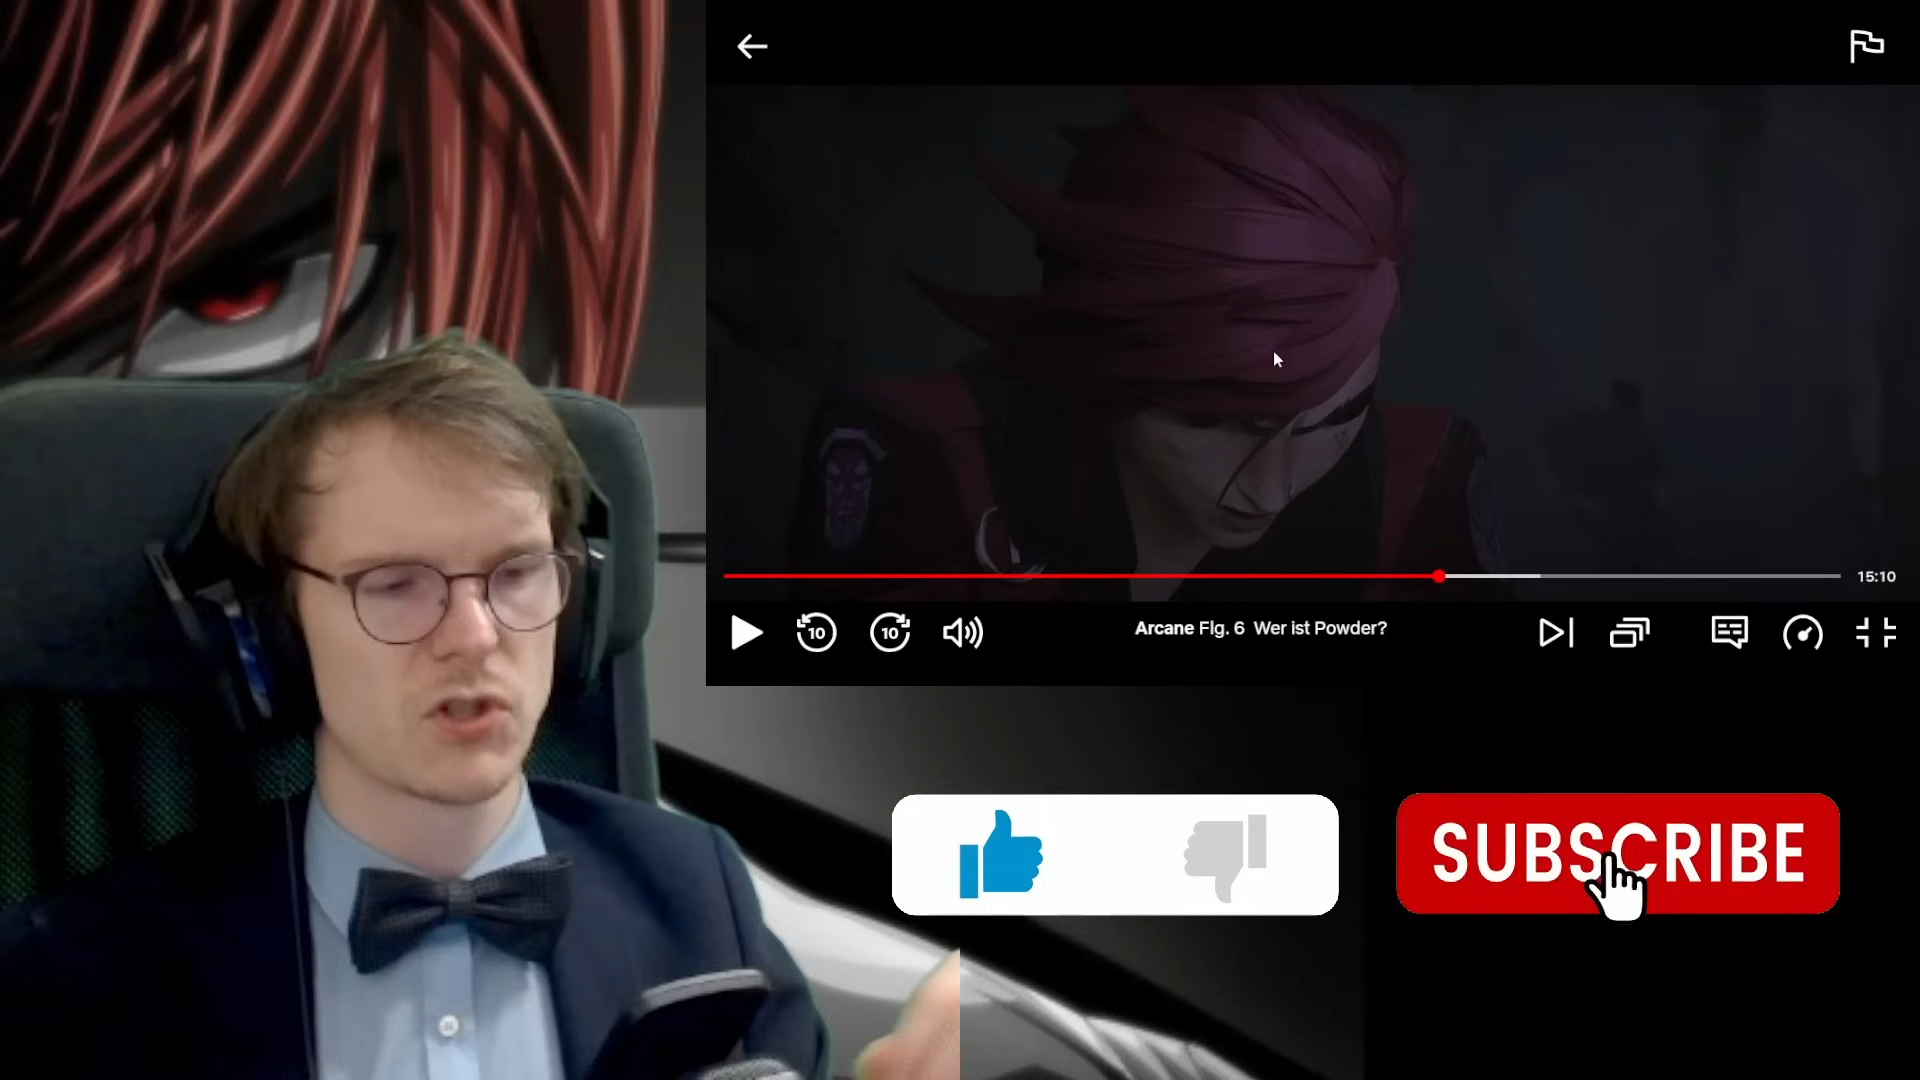 15:10
10
10
Arcane Flg. 6 Wer ist Powder?
SUBSCRIBE